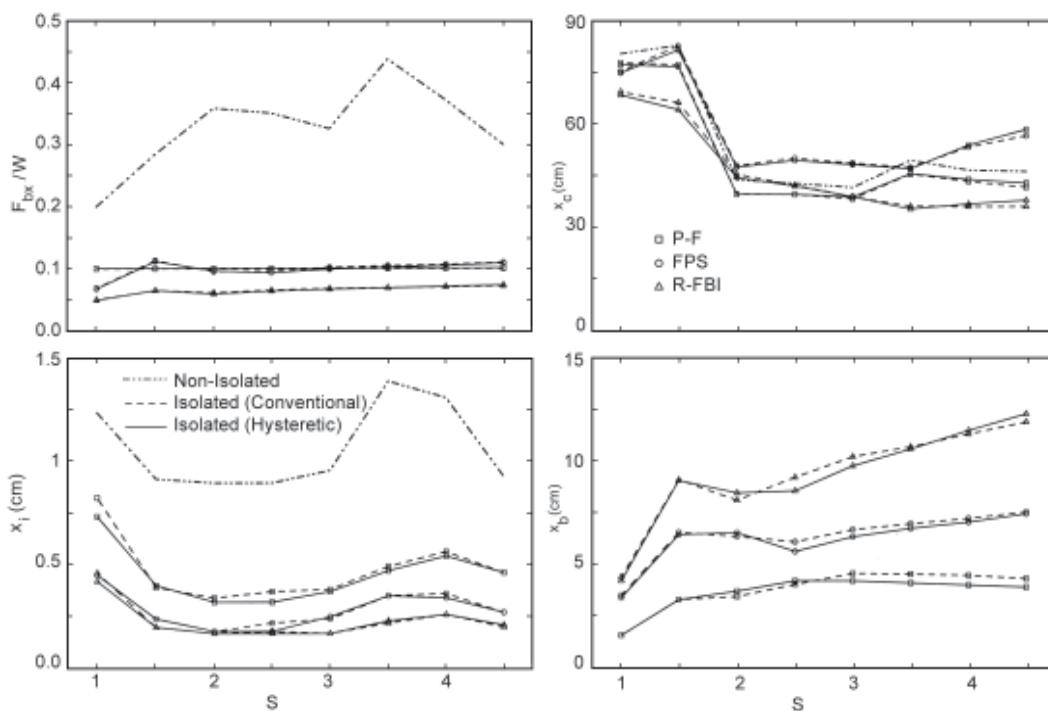 0.5
0.4
0.3
0.2
0.1
0.0
F_bx /W
90
60
30
0
x_c (cm)
P-F
FPS
R-FBI
1.5
1
0.5
0.0
x_i (cm)
Non-Isolated
Isolated (Conventional)
Isolated (Hysteretic)
1 2 3 4
S
15
10
5
0
x_b (cm)
1 2 3 4
S